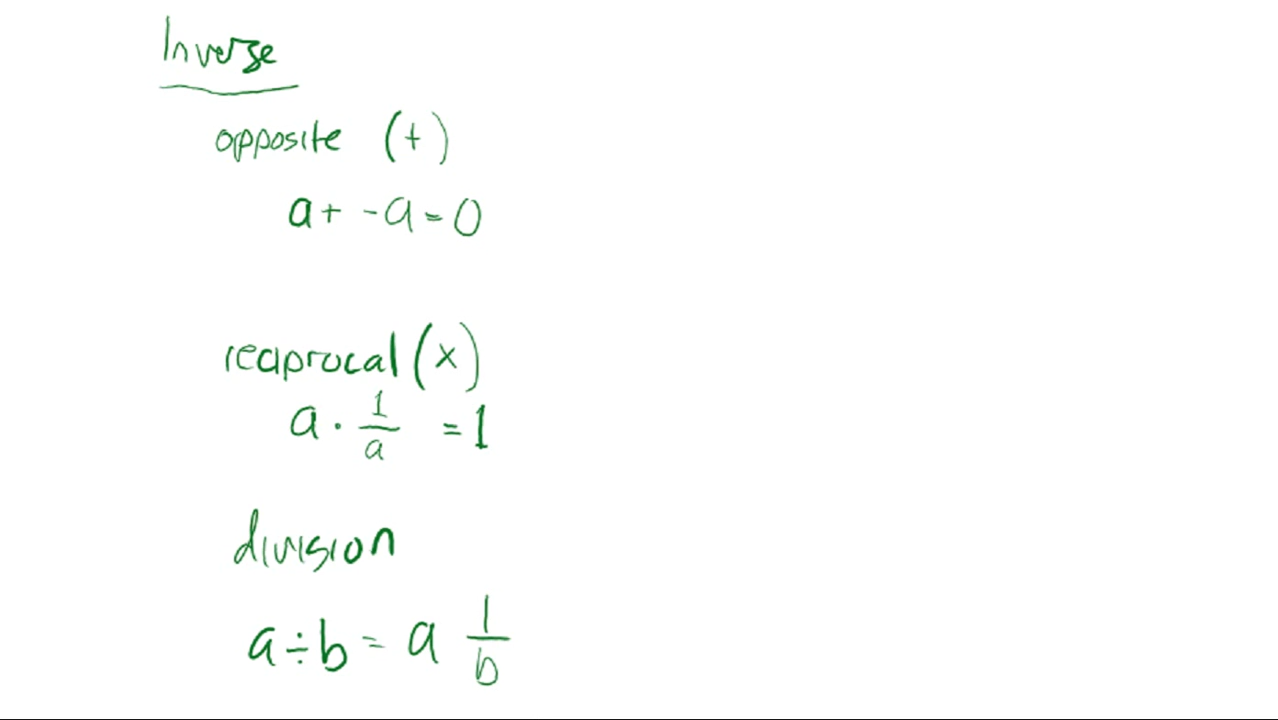 Inverse
opposite (+)
a + -a = 0
reciprocal (x)
a · 1/a = 1
division
a ÷ b = a 1/b